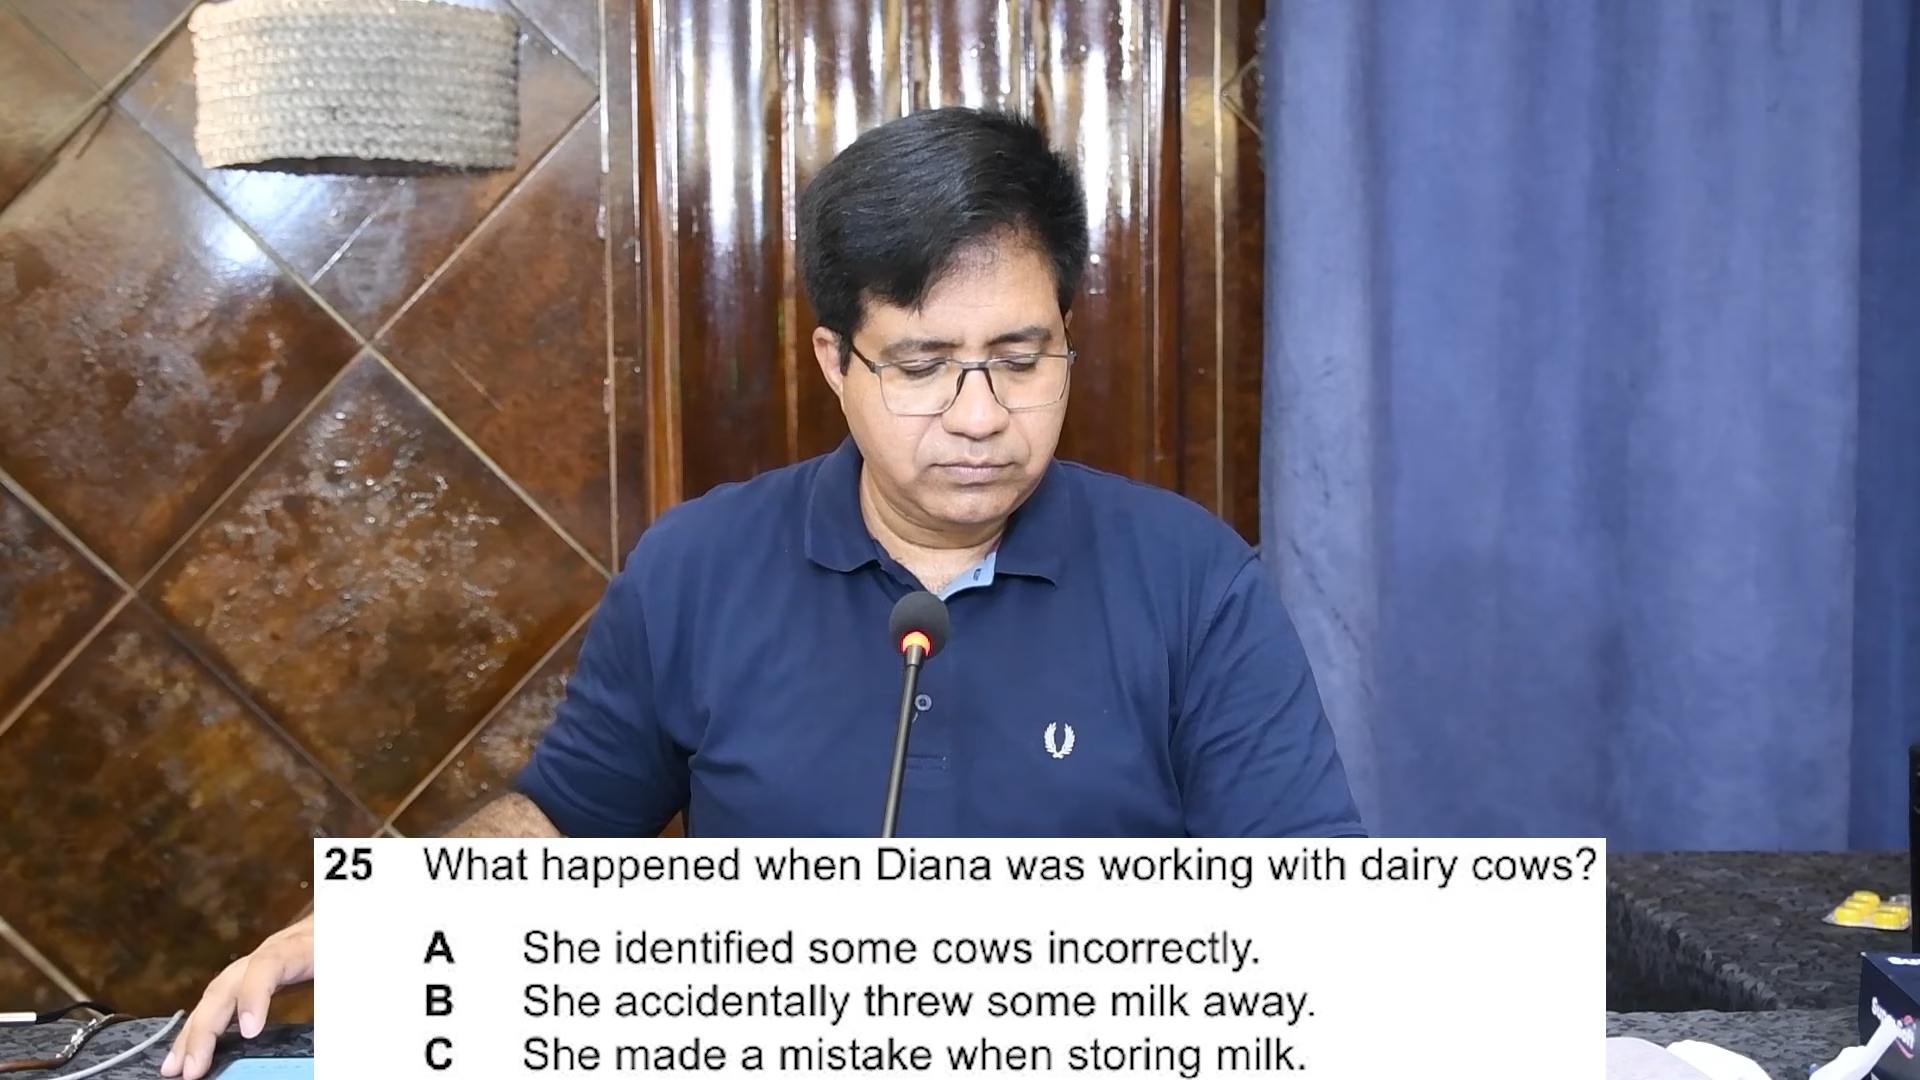 25 What happened when Diana was working with dairy cows?
A She identified some cows incorrectly.
B She accidentally threw some milk away.
C She made a mistake when storing milk.